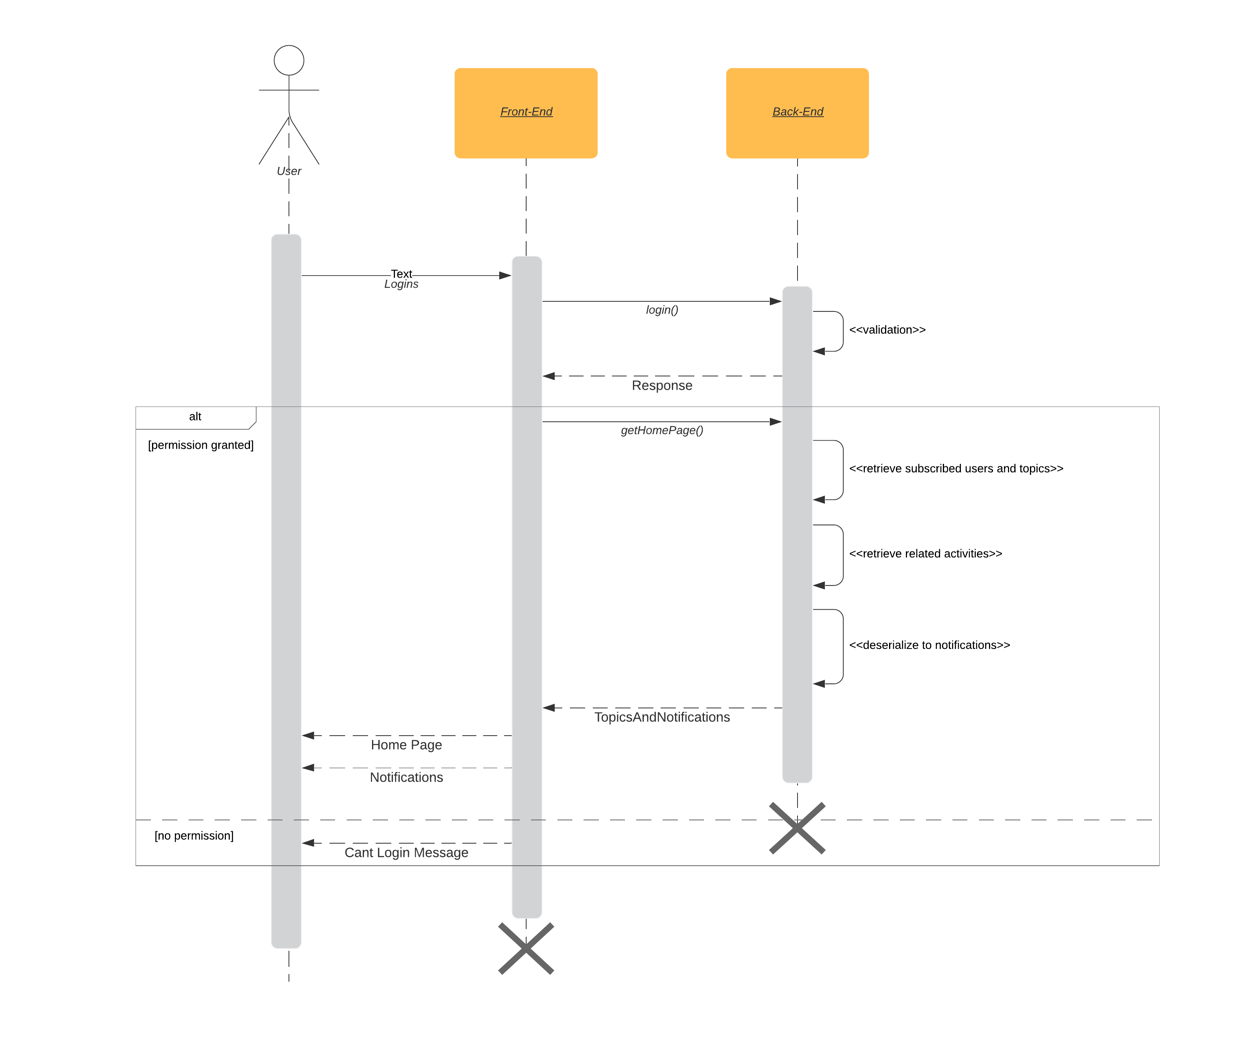 Front-End
Back-End
User
Text
Logins
login()
<<validation>>
Response
alt
getHomePage()
[permission granted]
<<retrieve subscribed users and topics>>
<<retrieve related activities>>
<<deserialize to notifications>>
TopicsAndNotifications
Home Page
Notifications
[no permission]
Cant Login Message